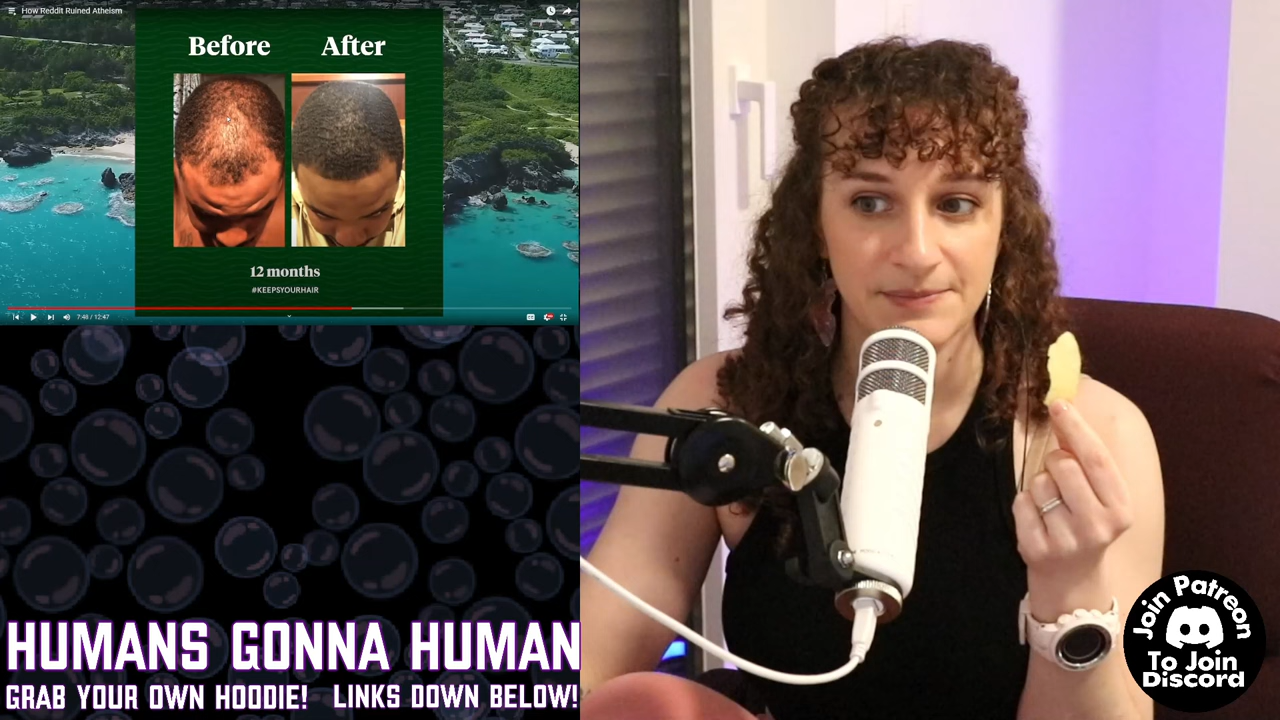 How Reddit Ruined Atheism
Before After
12 months
#KEEPSYOURHAIR
7:48 / 12:47
HUMANS GONNA HUMAN
GRAB YOUR OWN HOODIE! LINKS DOWN BELOW!
Join Patreon
To Join
Discord